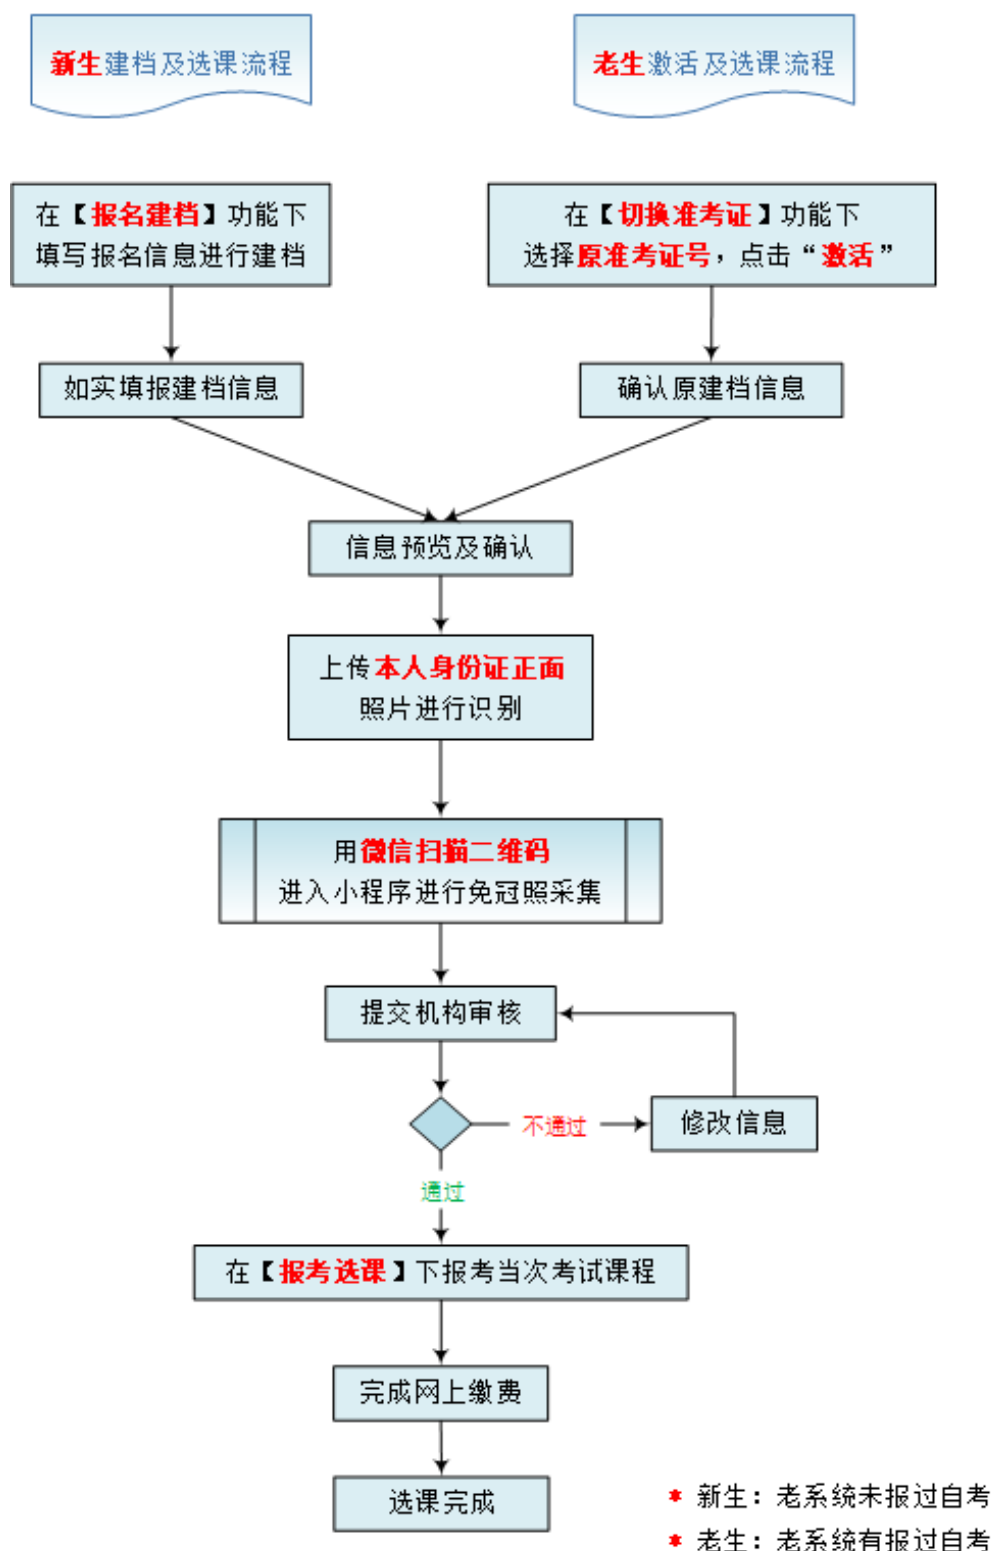 新生建档及选课流程
老生激活及选课流程
在【报名建档】功能下
填写报名信息进行建档
在【切换准考证】功能下
选择原准考证号，点击“激活”
如实填报建档信息
确认原建档信息
信息预览及确认
上传本人身份证正面
照片进行识别
用微信扫描二维码
进入小程序进行免冠照采集
提交机构审核
不通过
修改信息
通过
在【报考选课】下报考当次考试课程
完成网上缴费
选课完成
* 新生：老系统未报过自考
* 老生：老系统有报过自考